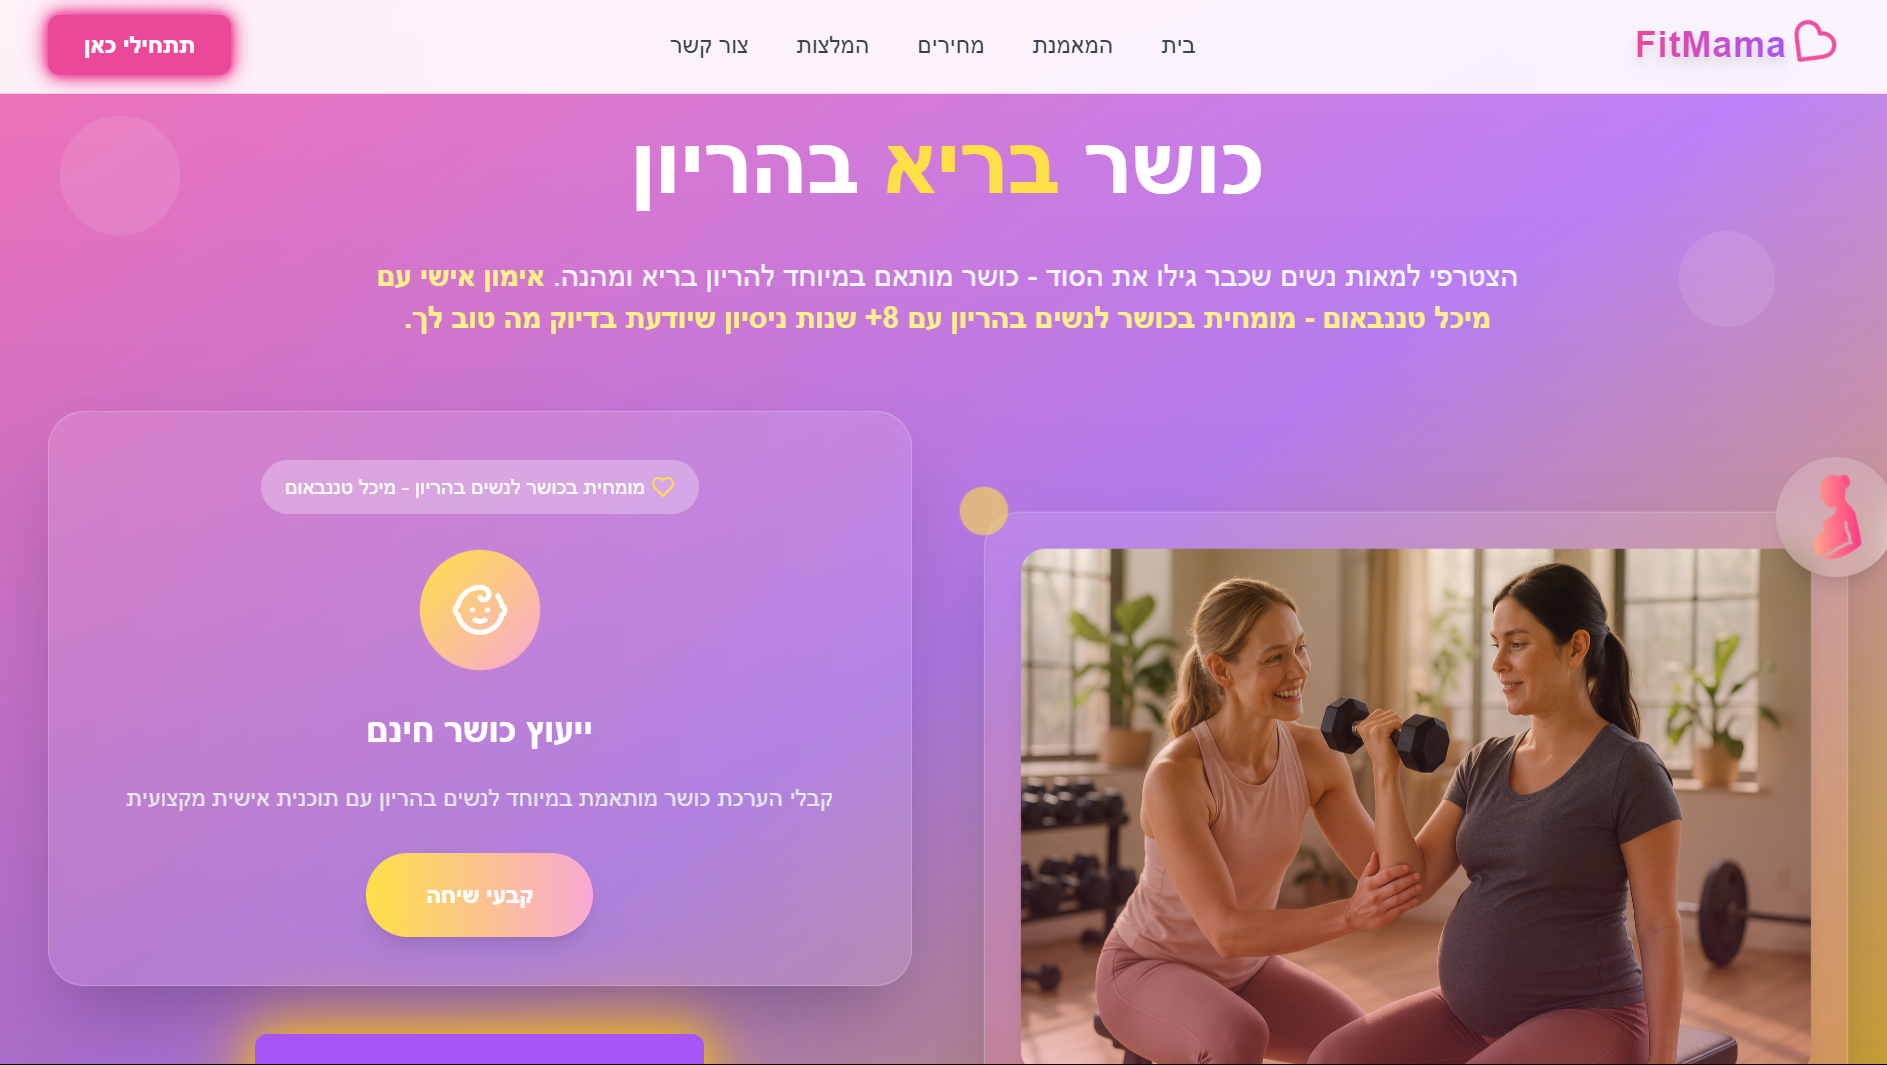 FitMama
בית
המאמנת
מחירים
המלצות
צור קשר
תתחילי כאן
כושר בריא בהריון
הצטרפי למאות נשים שכבר גילו את הסוד - כושר מותאם במיוחד להריון בריא ומהנה. אימון אישי עם
מיכל טננבאום - מומחית בכושר לנשים בהריון עם 8+ שנות ניסיון שיודעת בדיוק מה טוב לך.
מומחית בכושר לנשים בהריון - מיכל טננבאום
ייעוץ כושר חינם
קבלי הערכת כושר מותאמת במיוחד לנשים בהריון עם תוכנית אישית מקצועית
קבעי שיחה